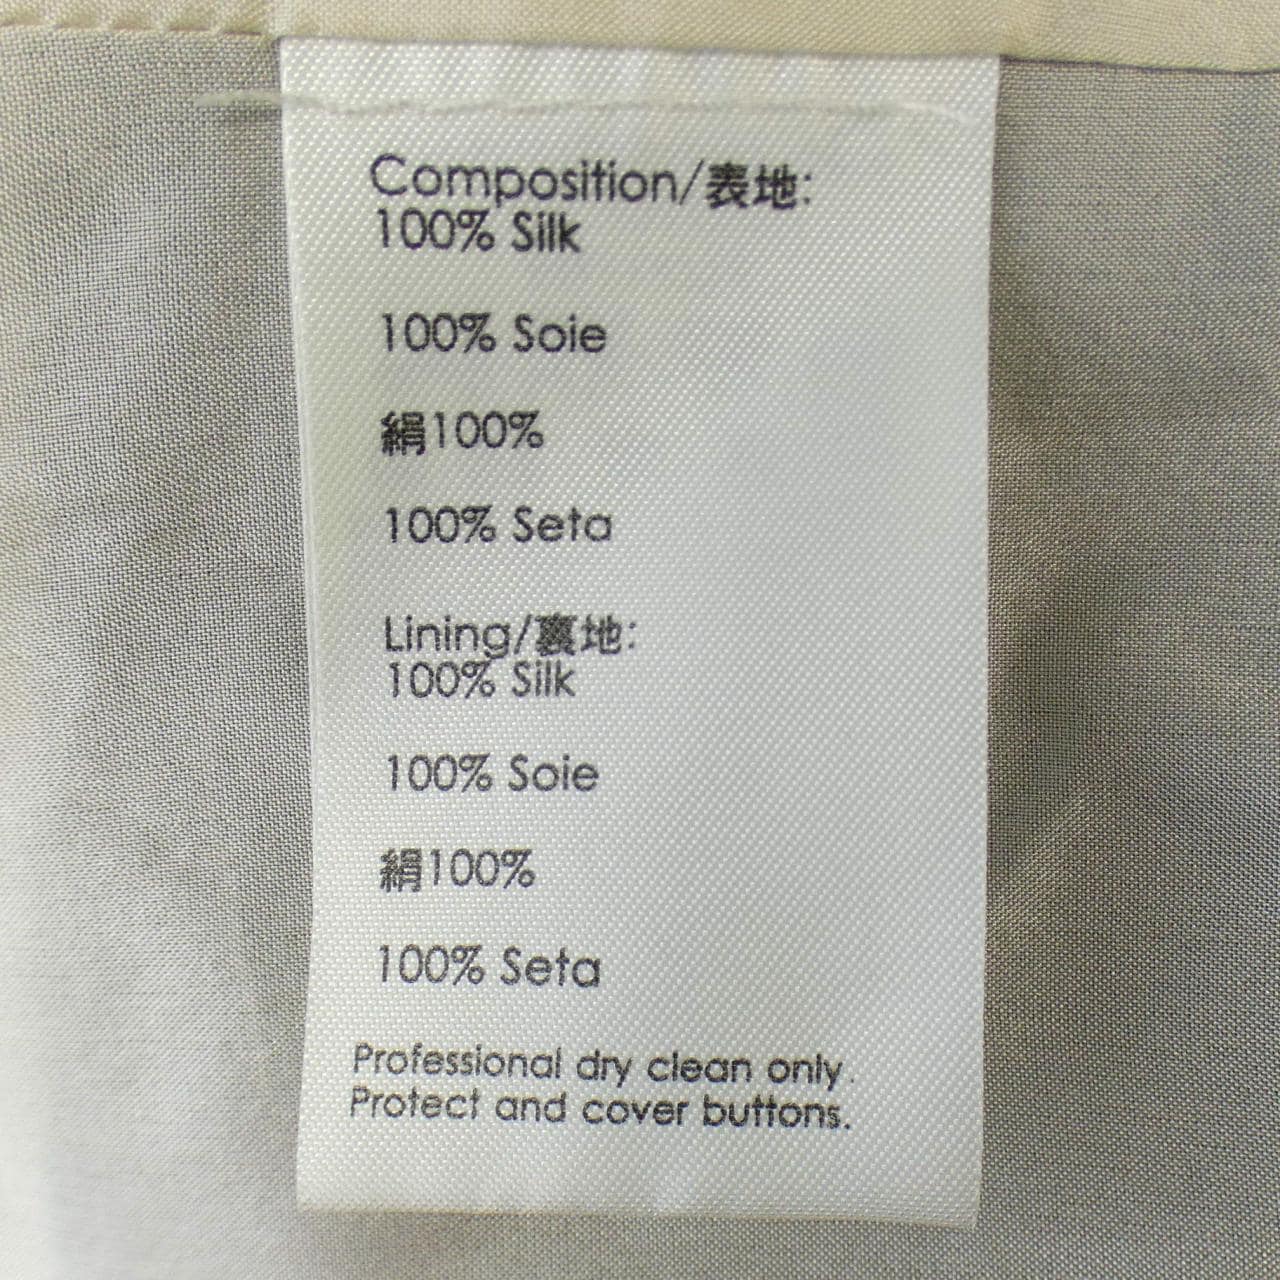 Composition/表地:
100% Silk
100% Soie
絹100%
100% Seta
Lining/裏地:
100% Silk
100% Soie
絹100%
100% Seta
Professional dry clean only.
Protect and cover buttons.